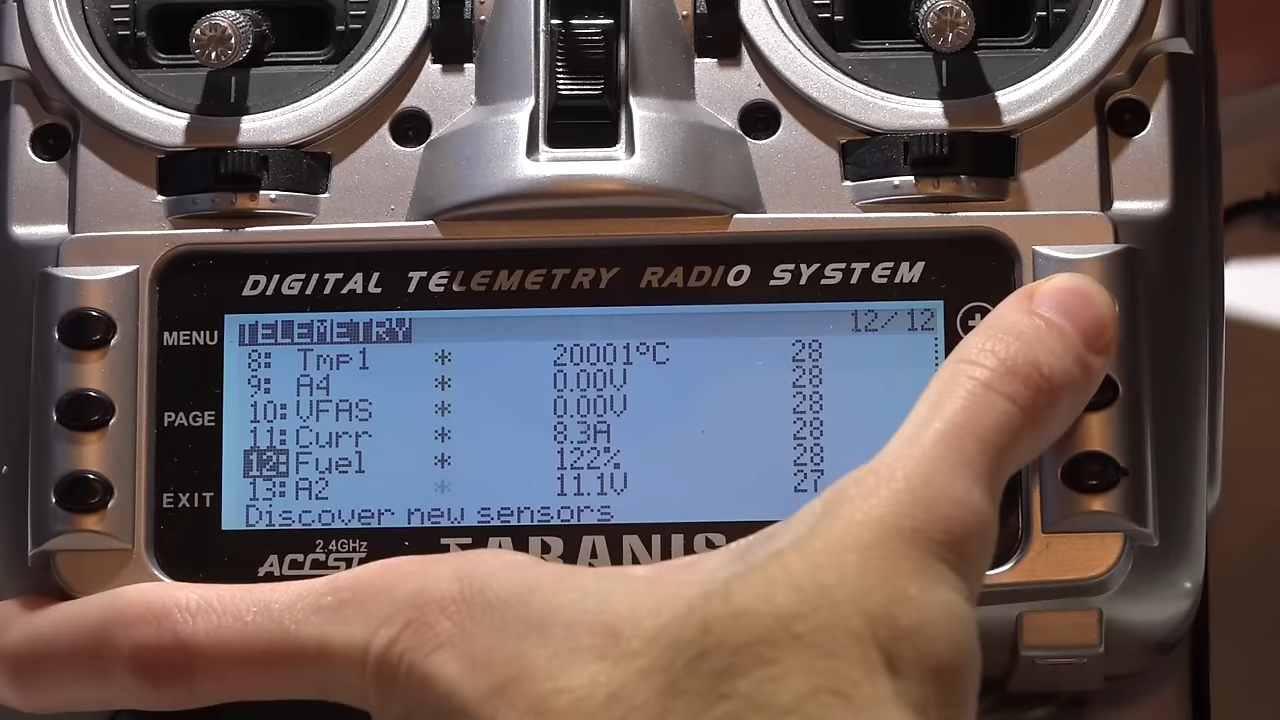 DIGITAL TELEMETRY RADIO SYSTEM
MENU
PAGE
EXIT
TELEMETRY 12/12
8: Tmp1 * 20001°C 28
9: A4 * 0.00V 28
10: VFAS * 0.00V 28
11: Curr * 8.3A 28
12: Fuel * 122% 28
13: A2 * 11.1V 27
Discover new sensors
2.4GHz
ACCST
TARANIS